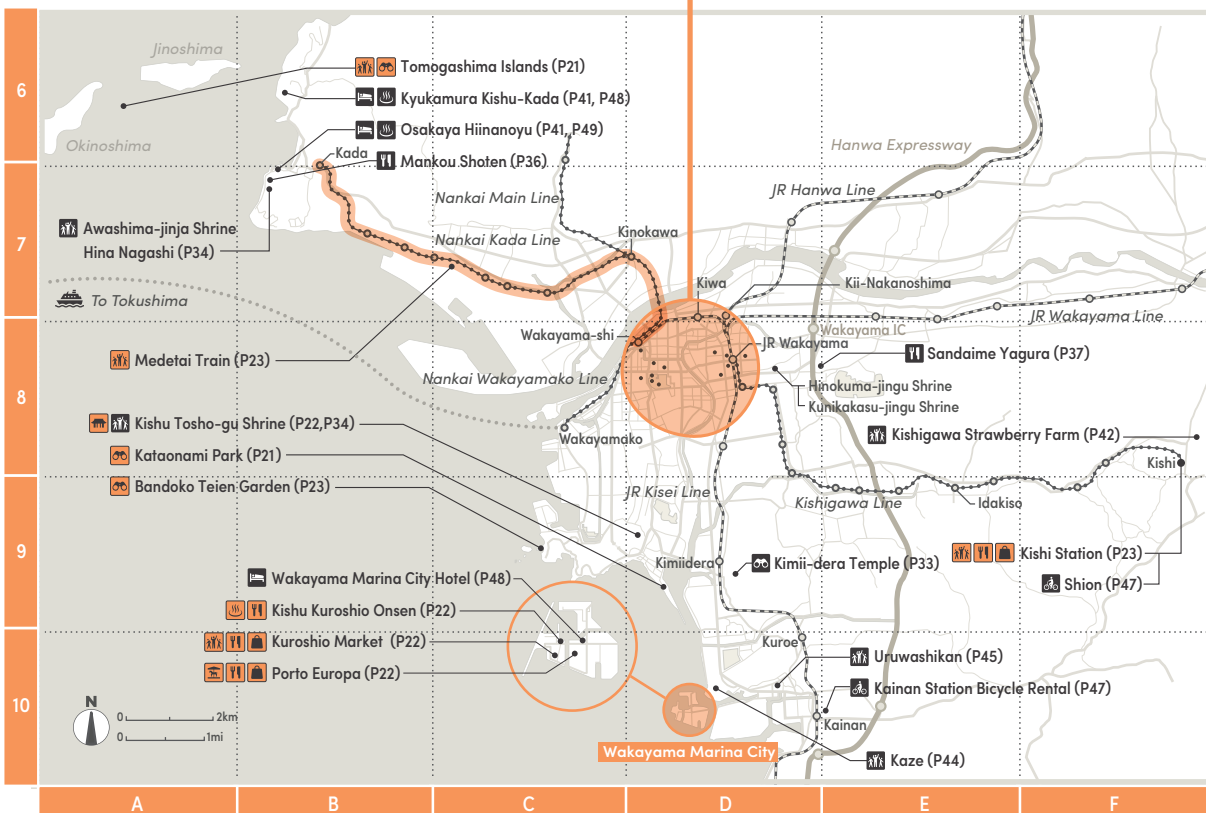 6
7
8
9
10
A
B
C
D
E
F
Jinoshima
Okinoshima
Tomogashima Islands (P21)
Kyukamura Kishu-Kada (P41, P48)
Osakaya Hiinanoyu (P41, P49)
Kada
Mankou Shoten (P36)
Hanwa Expressway
JR Hanwa Line
Nankai Main Line
Awashima-jinja Shrine
Hina Nagashi (P34)
Nankai Kada Line
Kinokawa
Kiwa
Kii-Nakanoshima
To Tokushima
JR Wakayama Line
Wakayama-shi
Wakayama IC
JR Wakayama
Medetai Train (P23)
Sandaime Yagura (P37)
Nankai Wakayamako Line
Hinokuma-jingu Shrine
Kunikakasu-jingu Shrine
Kishu Tosho-gu Shrine (P22,P34)
Wakayamako
Kishigawa Strawberry Farm (P42)
Kataonami Park (P21)
Kishi
Bandoko Teien Garden (P23)
JR Kisei Line
Kishigawa Line
Idakiso
Kishi Station (P23)
Kimiidera
Kimii-dera Temple (P33)
Wakayama Marina City Hotel (P48)
Shion (P47)
Kishu Kuroshio Onsen (P22)
Kuroshio Market (P22)
Kuroe
Uruwashikan (P45)
Porto Europa (P22)
Kainan Station Bicycle Rental (P47)
N
0
2km
0
1mi
Kainan
Wakayama Marina City
Kaze (P44)